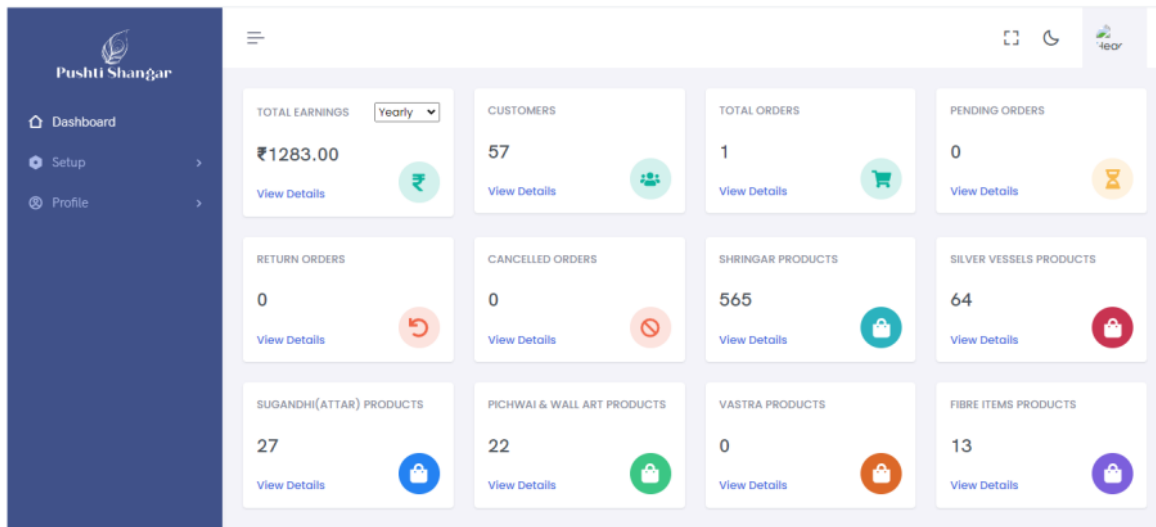 Pushti Shangar
Dashboard
Setup
Profile
TOTAL EARNINGS Yearly
₹1283.00
View Details
CUSTOMERS
57
View Details
TOTAL ORDERS
1
View Details
PENDING ORDERS
0
View Details
RETURN ORDERS
0
View Details
CANCELLED ORDERS
0
View Details
SHRINGAR PRODUCTS
565
View Details
SILVER VESSELS PRODUCTS
64
View Details
SUGANDHI(ATTAR) PRODUCTS
27
View Details
PICHWAI & WALL ART PRODUCTS
22
View Details
VASTRA PRODUCTS
0
View Details
FIBRE ITEMS PRODUCTS
13
View Details